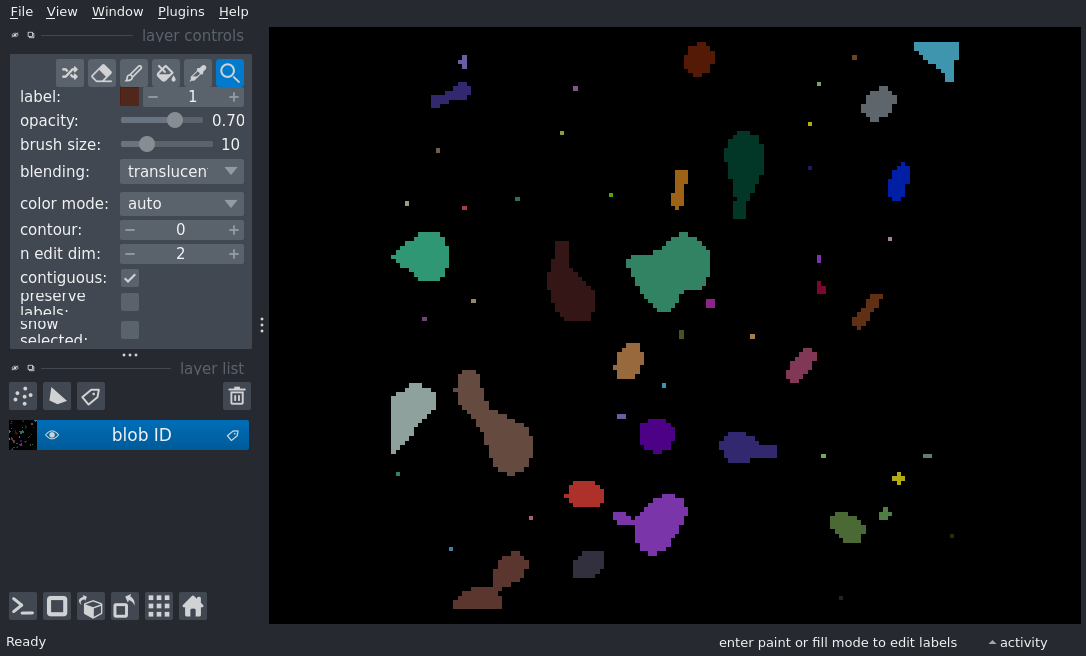 File View Window Plugins Help
layer controls
label: 1
opacity: 0.70
brush size: 10
blending: translucen
color mode: auto
contour: 0
n edit dim: 2
contiguous:
preserve
labels:
show
selected:
layer list
blob ID
Ready enter paint or fill mode to edit labels activity